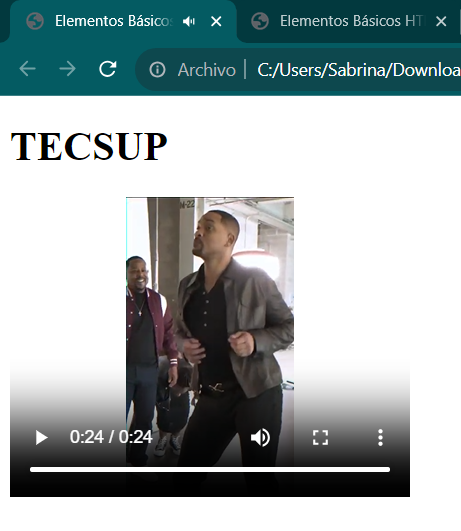 Elementos Básicos
Elementos Básicos HT
Archivo
C:/Users/Sabrina/Downloa
TECSUP
0:24 / 0:24